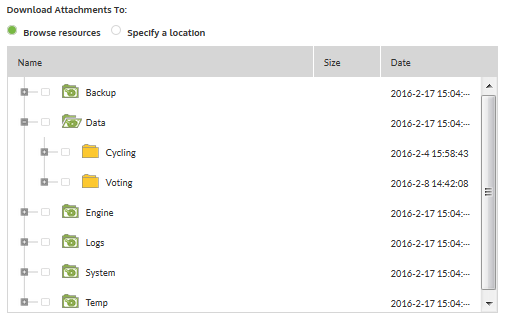 Download Attachments To:
Browse resources Specify a location
Name Size Date
Backup 2016-2-17 15:04:···
Data 2016-2-17 15:04:···
Cycling 2016-2-4 15:58:43
Voting 2016-2-8 14:42:08
Engine 2016-2-17 15:04:···
Logs 2016-2-17 15:04:···
System 2016-2-17 15:04:···
Temp 2016-2-17 15:04:···